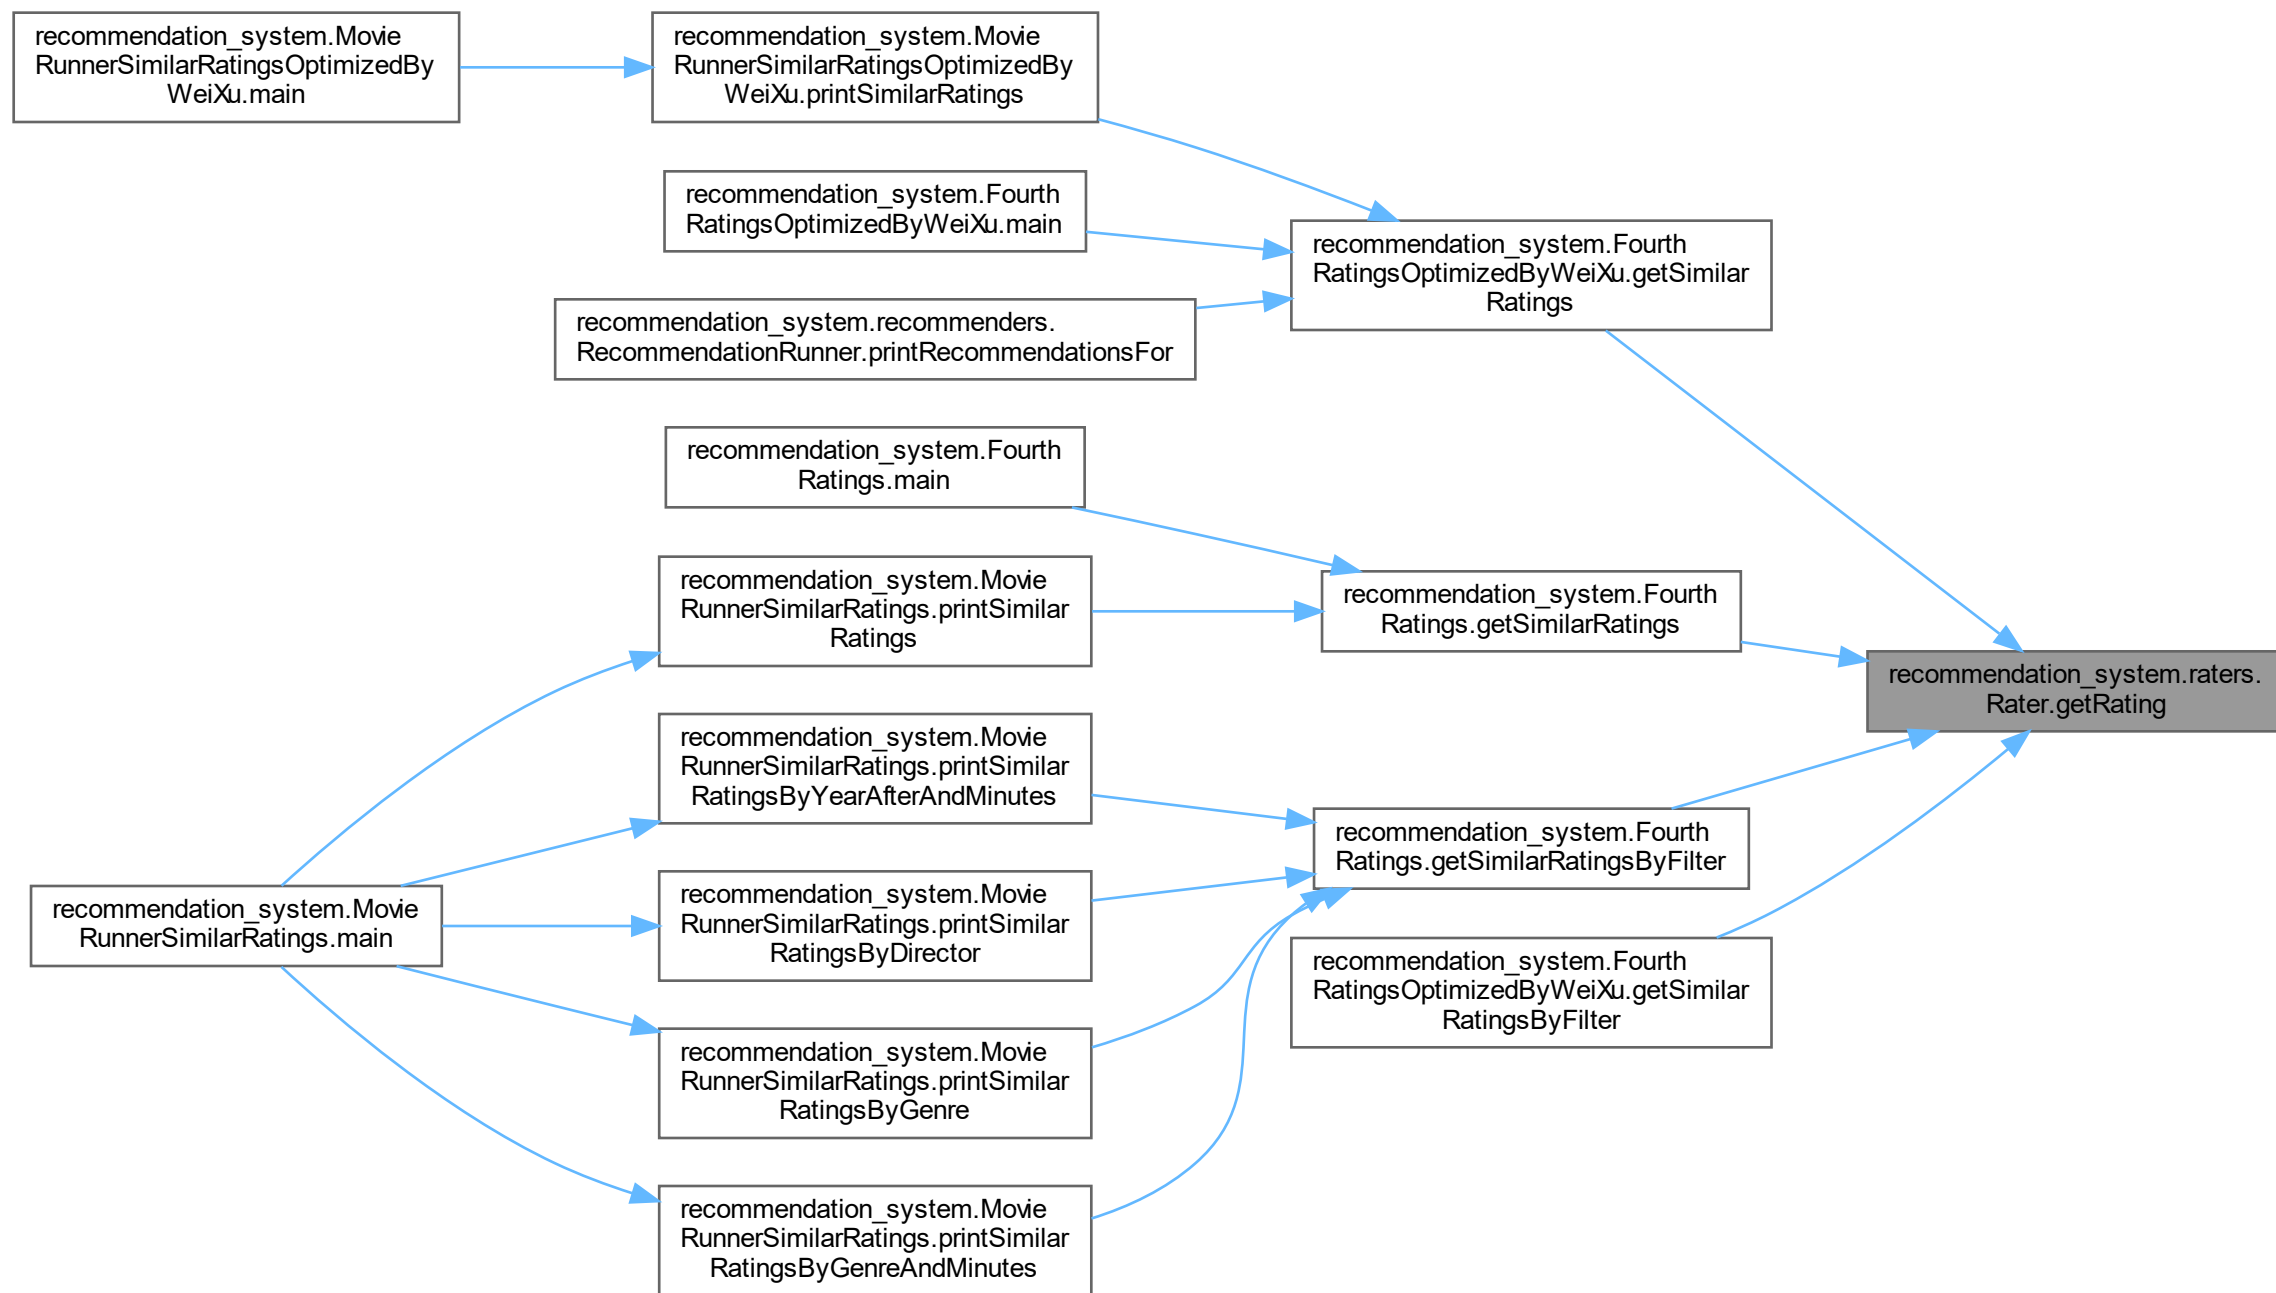 recommendation_system.Movie
RunnerSimilarRatingsOptimizedBy
WeiXu.main
recommendation_system.Movie
RunnerSimilarRatingsOptimizedBy
WeiXu.printSimilarRatings
recommendation_system.Fourth
RatingsOptimizedByWeiXu.main
recommendation_system.Fourth
RatingsOptimizedByWeiXu.getSimilar
Ratings
recommendation_system.recommenders.
RecommendationRunner.printRecommendationsFor
recommendation_system.Fourth
Ratings.main
recommendation_system.Movie
RunnerSimilarRatings.printSimilar
Ratings
recommendation_system.Fourth
Ratings.getSimilarRatings
recommendation_system.raters.
Rater.getRating
recommendation_system.Movie
RunnerSimilarRatings.printSimilar
RatingsByYearAfterAndMinutes
recommendation_system.Fourth
Ratings.getSimilarRatingsByFilter
recommendation_system.Movie
RunnerSimilarRatings.main
recommendation_system.Movie
RunnerSimilarRatings.printSimilar
RatingsByDirector
recommendation_system.Fourth
RatingsOptimizedByWeiXu.getSimilar
RatingsByFilter
recommendation_system.Movie
RunnerSimilarRatings.printSimilar
RatingsByGenre
recommendation_system.Movie
RunnerSimilarRatings.printSimilar
RatingsByGenreAndMinutes